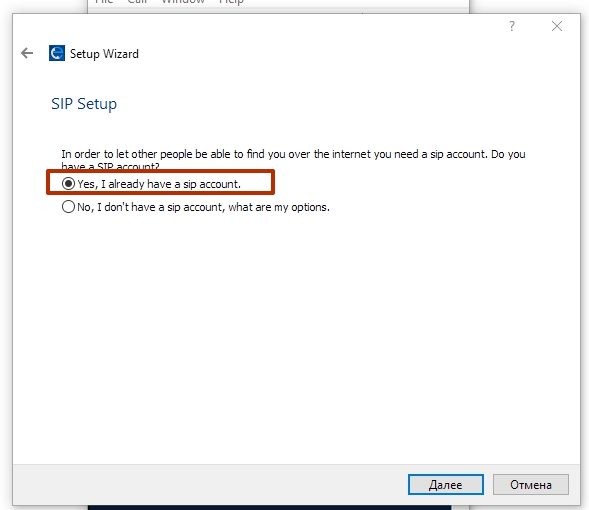 File Call Window Help
?
Setup Wizard
SIP Setup
In order to let other people be able to find you over the internet you need a sip account. Do you
have a SIP account?
Yes, I already have a sip account.
No, I don't have a sip account, what are my options.
Далее Отмена